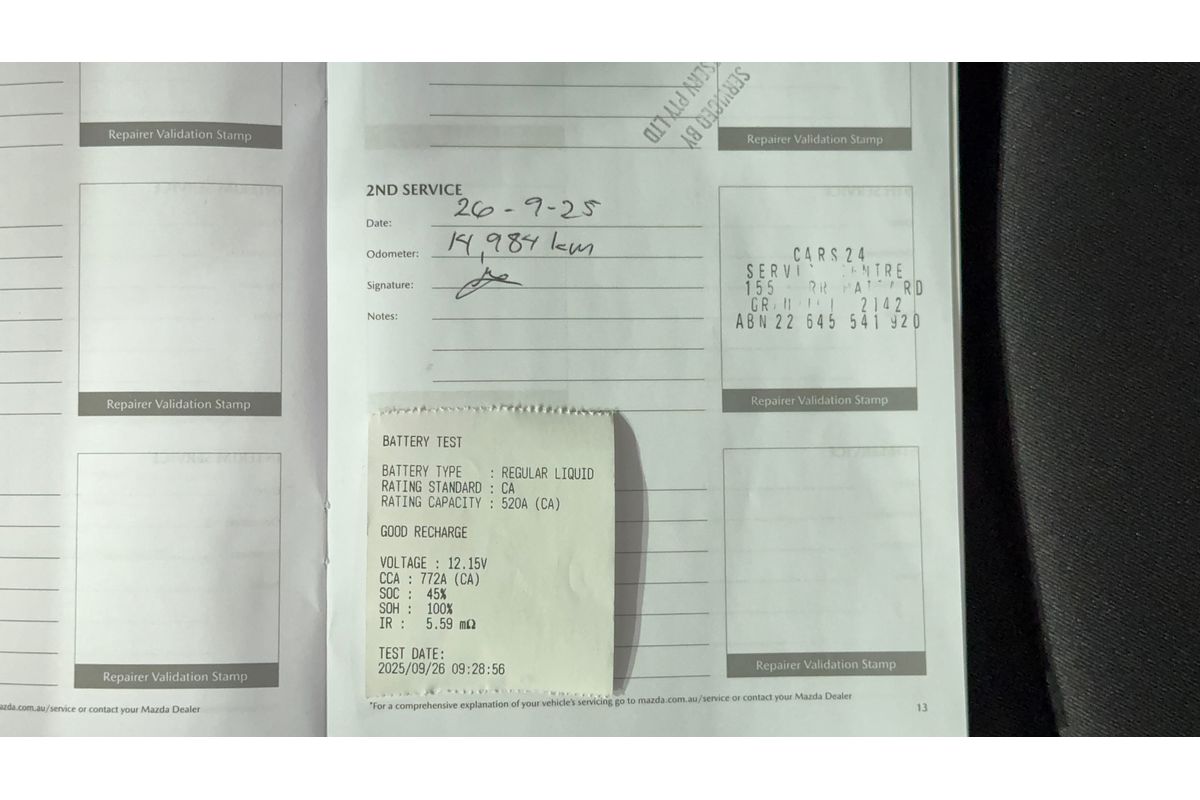 Repairer Validation Stamp
Repairer Validation Stamp
Repairer Validation Stamp
azda.com.au/service or contact your Mazda Dealer
SERVICED BY
SERV PTY LTD
Repairer Validation Stamp
2ND SERVICE
Date: 26-9-25
Odometer: 14,984 km
Signature:
Notes:
CARS24
155 RD
2142
ABN 22 645 541 920
Repairer Validation Stamp
BATTERY TEST
BATTERY TYPE : REGULAR LIQUID
RATING STANDARD : CA
RATING CAPACITY : 520A (CA)
GOOD RECHARGE
VOLTAGE : 12.15V
CCA : 772A (CA)
SOC : 45%
SOH : 100%
IR : 5.59 mΩ
TEST DATE:
2025/09/26 09:28:56
Repairer Validation Stamp
*For a comprehensive explanation of your vehicle's servicing go to mazda.com.au/service or contact your Mazda Dealer
13